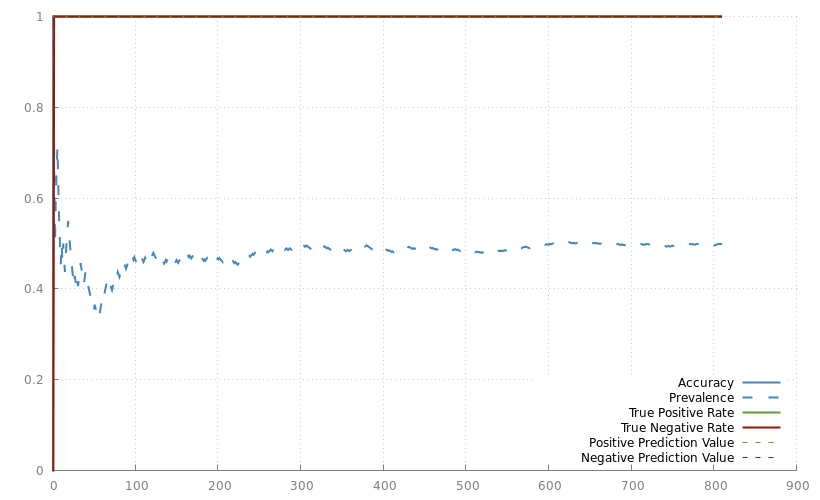 1
0.8
0.6
0.4
0.2
0
Accuracy
Prevalence
True Positive Rate
True Negative Rate
Positive Prediction Value
Negative Prediction Value
0 100 200 300 400 500 600 700 800 900